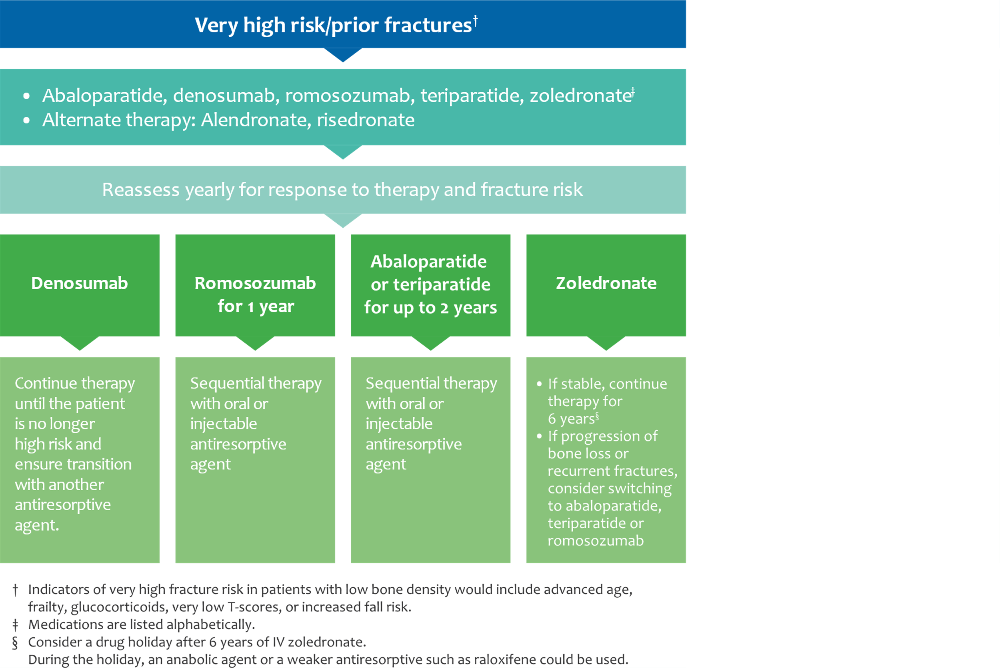 Very high risk/prior fractures†
• Abaloparatide, denosumab, romosozumab, teriparatide, zoledronate‡
• Alternate therapy: Alendronate, risedronate
Reassess yearly for response to therapy and fracture risk
Denosumab
Romosozumab
for 1 year
Abaloparatide
or teriparatide
for up to 2 years
Zoledronate
Continue therapy
until the patient
is no longer
high risk and
ensure transition
with another
antiresorptive
agent.
Sequential therapy
with oral or
injectable
antiresorptive
agent
Sequential therapy
with oral or
injectable
antiresorptive
agent
• If stable, continue
therapy for
6 years§
• If progression of
bone loss or
recurrent fractures,
consider switching
to abaloparatide,
teriparatide or
romosozumab
† Indicators of very high fracture risk in patients with low bone density would include advanced age,
frailty, glucocorticoids, very low T-scores, or increased fall risk.
‡ Medications are listed alphabetically.
§ Consider a drug holiday after 6 years of IV zoledronate.
During the holiday, an anabolic agent or a weaker antiresorptive such as raloxifene could be used.